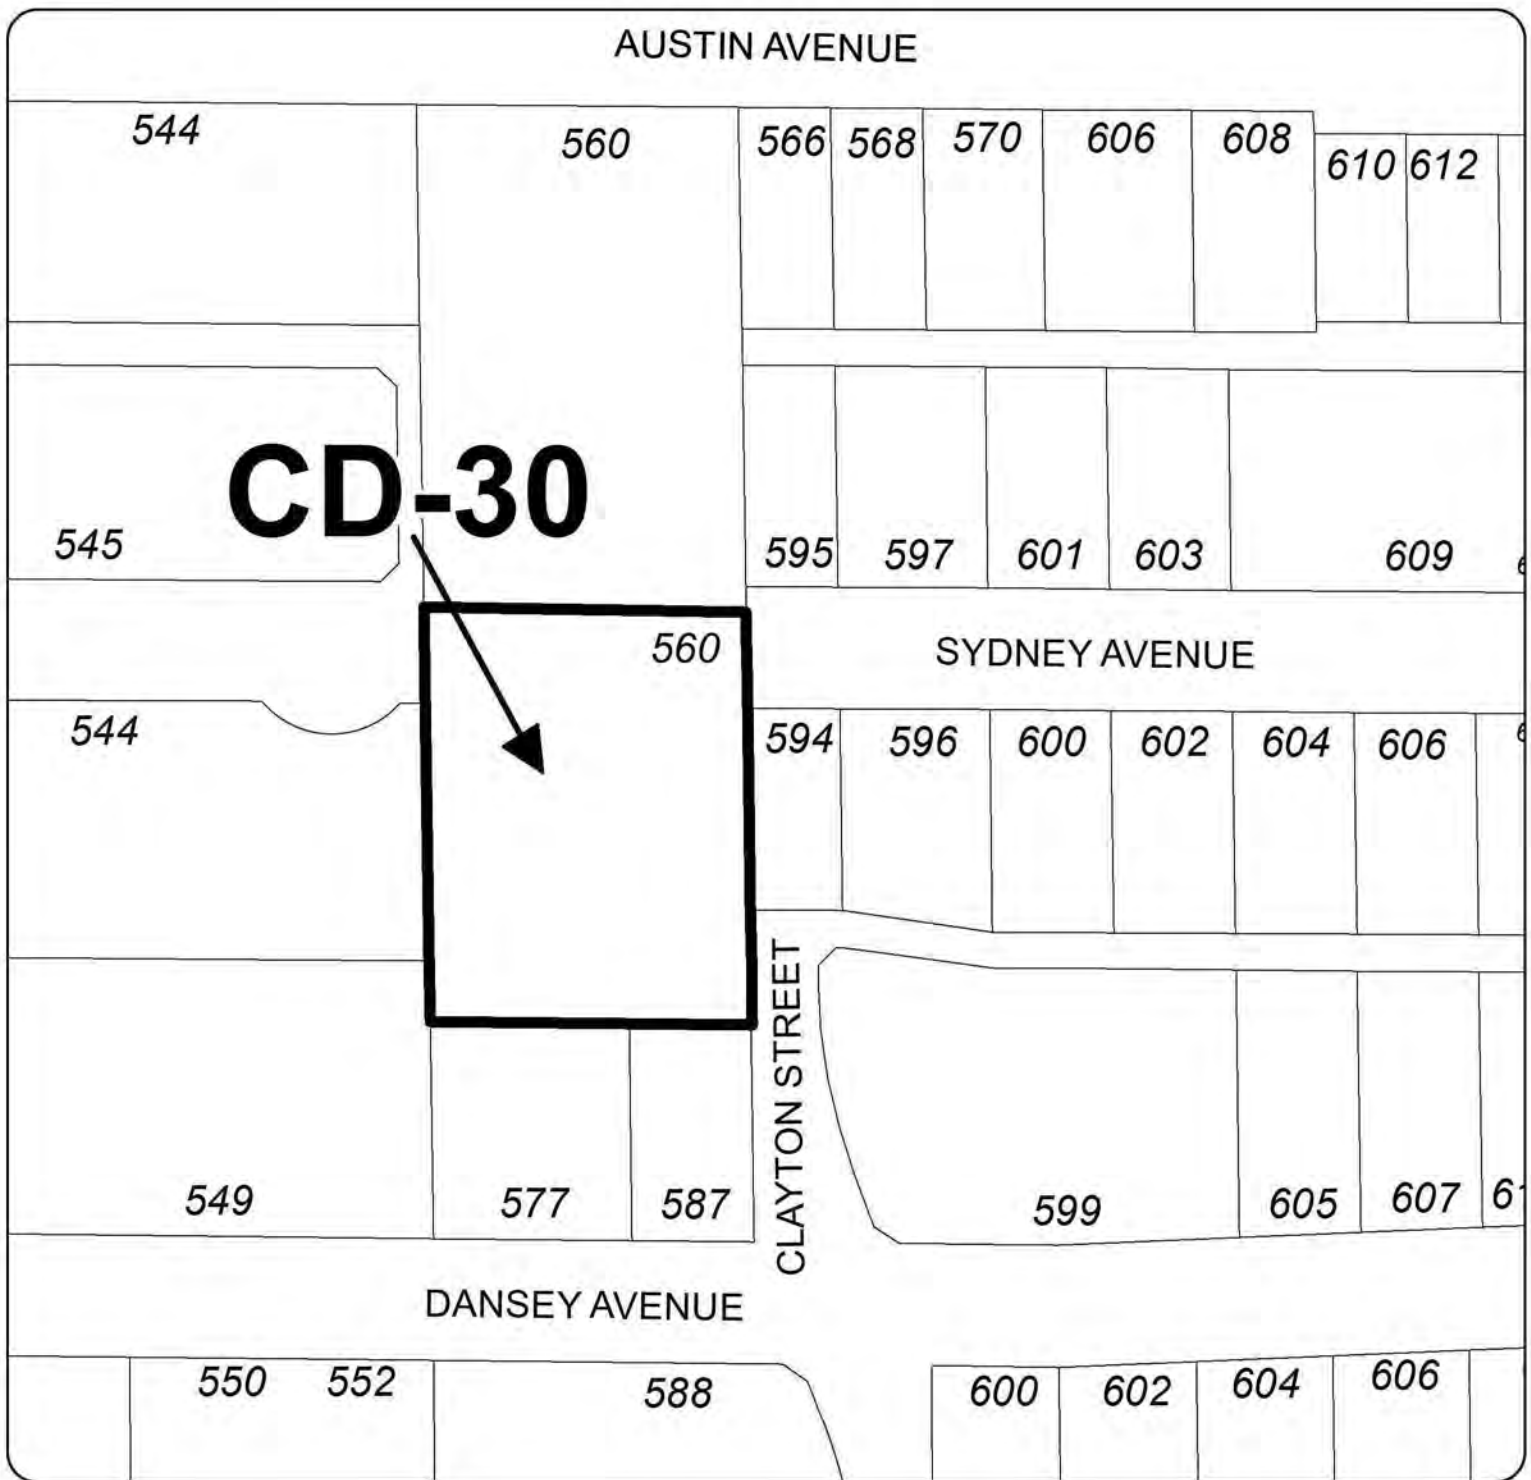 AUSTIN AVENUE
544 560 566 568 570 606 608 610 612
CD-30
545 595 597 601 603 609
560
SYDNEY AVENUE
544 594 596 600 602 604 606
CLAYTON STREET
549 577 587 599 605 607
DANSEY AVENUE
550 552 588 600 602 604 606